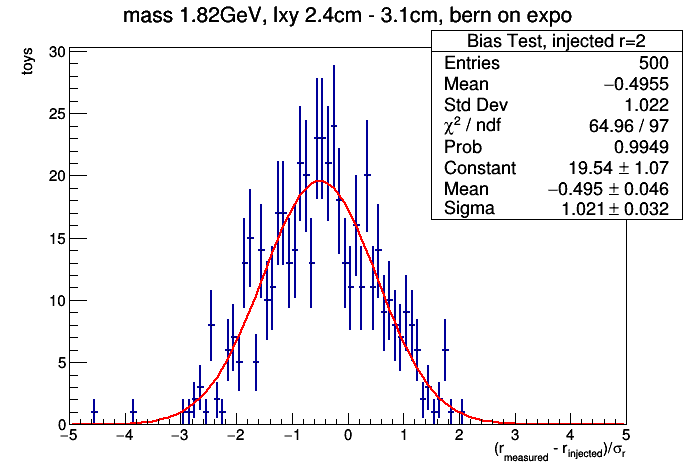 mass 1.82GeV, lxy 2.4cm - 3.1cm, bern on expo
Bias Test, injected r=2
Entries 500
Mean −0.4955
Std Dev 1.022
χ² / ndf 64.96 / 97
Prob 0.9949
Constant 19.54 ± 1.07
Mean −0.495 ± 0.046
Sigma 1.021 ± 0.032
toys
30
25
20
15
10
5
0
−5 −4 −3 −2 −1 0 1 2 3 4 5
(r_measured - r_injected)/σ_r